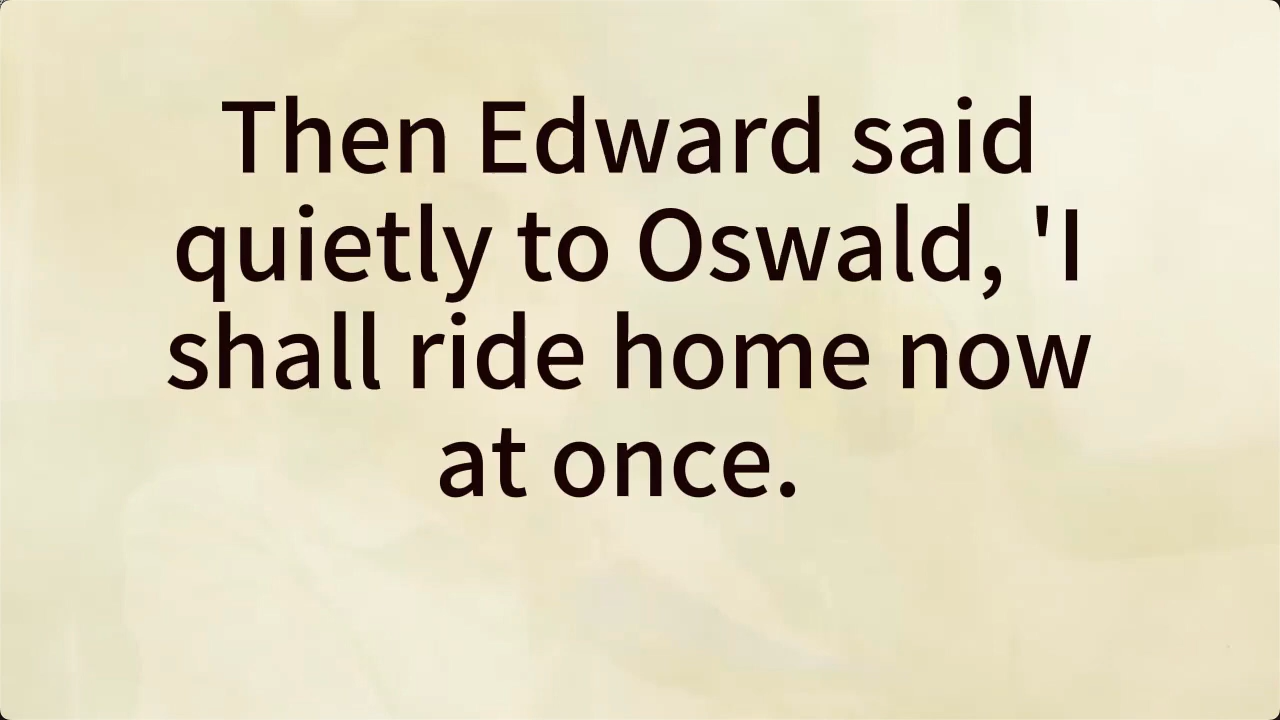 Then Edward said
quietly to Oswald, 'I
shall ride home now
at once.